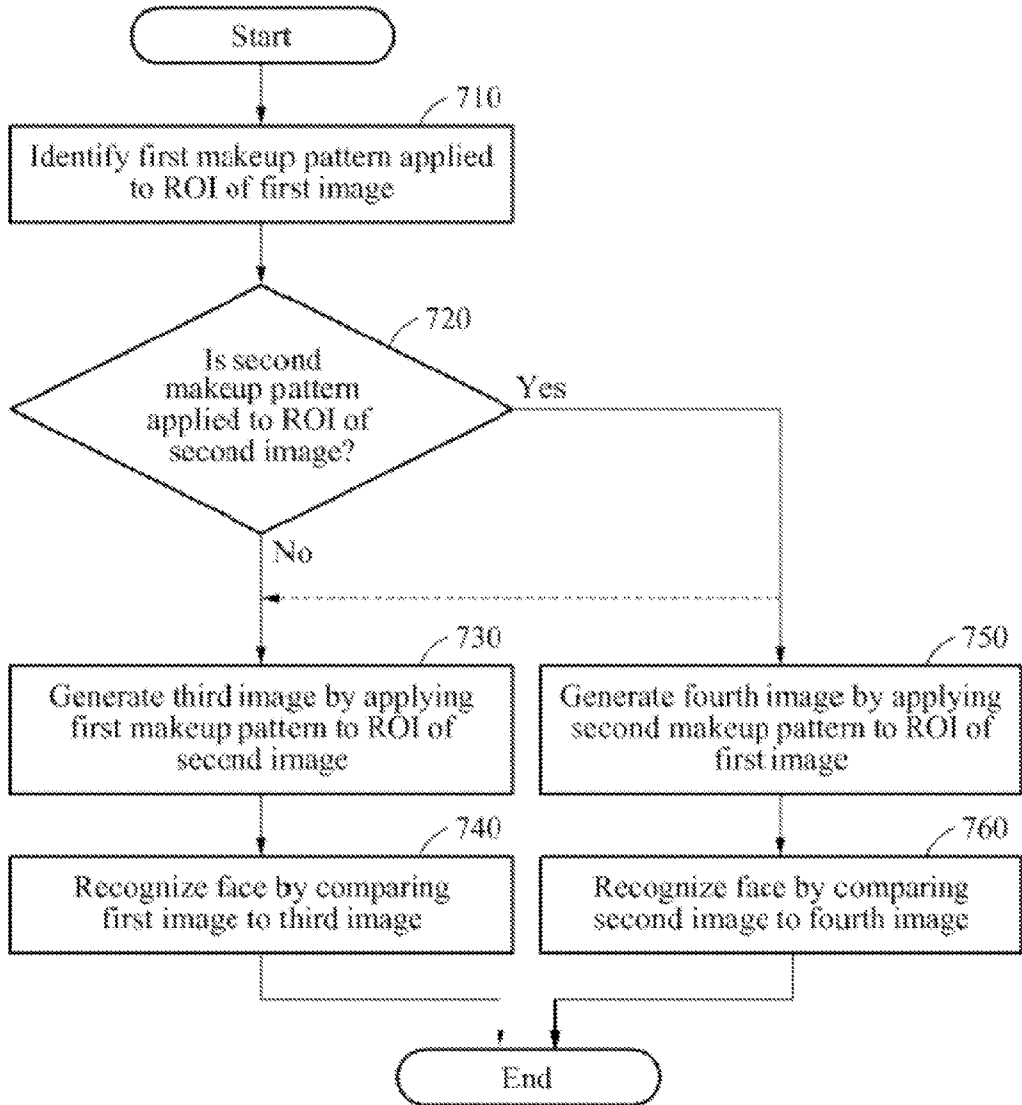 Start
710
Identify first makeup pattern applied
to ROI of first image
720
Is second
makeup pattern
applied to ROI of
second image?
Yes
No
730
Generate third image by applying
first makeup pattern to ROI of
second image
750
Generate fourth image by applying
second makeup pattern to ROI of
first image
740
Recognize face by comparing
first image to third image
760
Recognize face by comparing
second image to fourth image
End